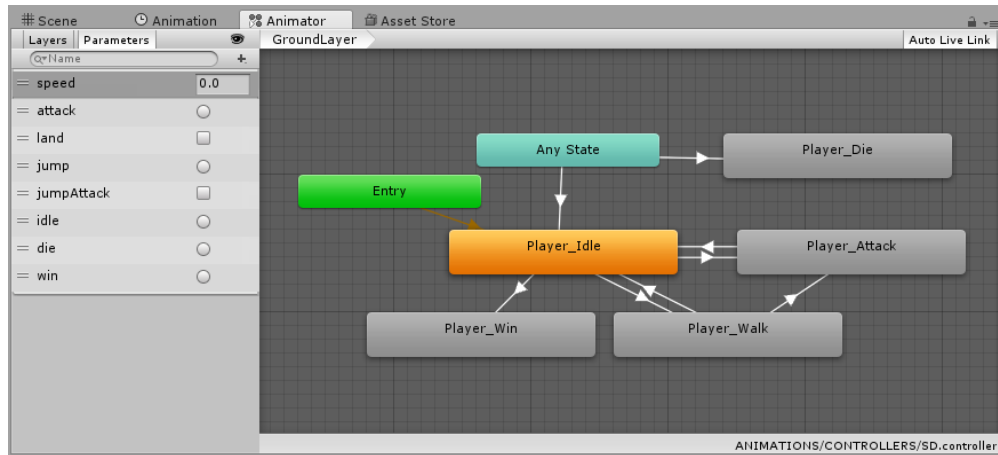 Scene Animation Animator Asset Store
Layers Parameters GroundLayer Auto Live Link
Name
speed 0.0
attack
land
jump
jumpAttack
idle
die
win
Any State Player_Die
Entry
Player_Idle Player_Attack
Player_Win Player_Walk
ANIMATIONS/CONTROLLERS/SD.controller